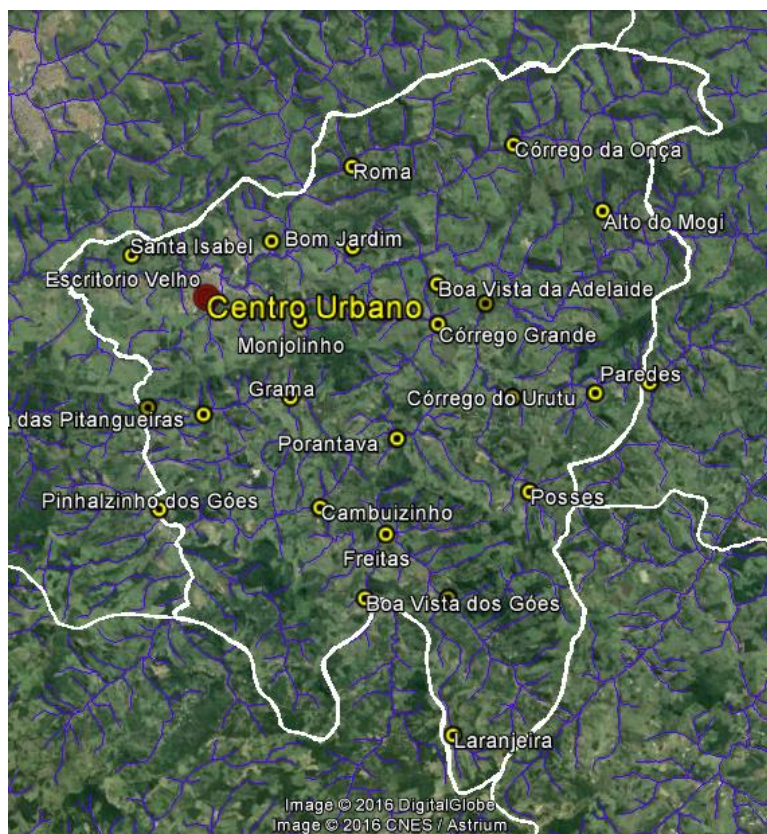 Córrego da Onça
Roma
Alto do Mogi
Santa Isabel
Bom Jardim
Escritorio Velho
Boa Vista da Adelaide
Centro Urbano
Córrego Grande
Monjolinho
Paredes
Grama
Córrego do Urutu
a das Pitangueiras
Porantava
Pinhalzinho dos Góes
Cambuizinho
Posses
Freitas
Boa Vista dos Góes
Laranjeira
Image © 2016 DigitalGlobe
Image © 2016 CNES / Astrium